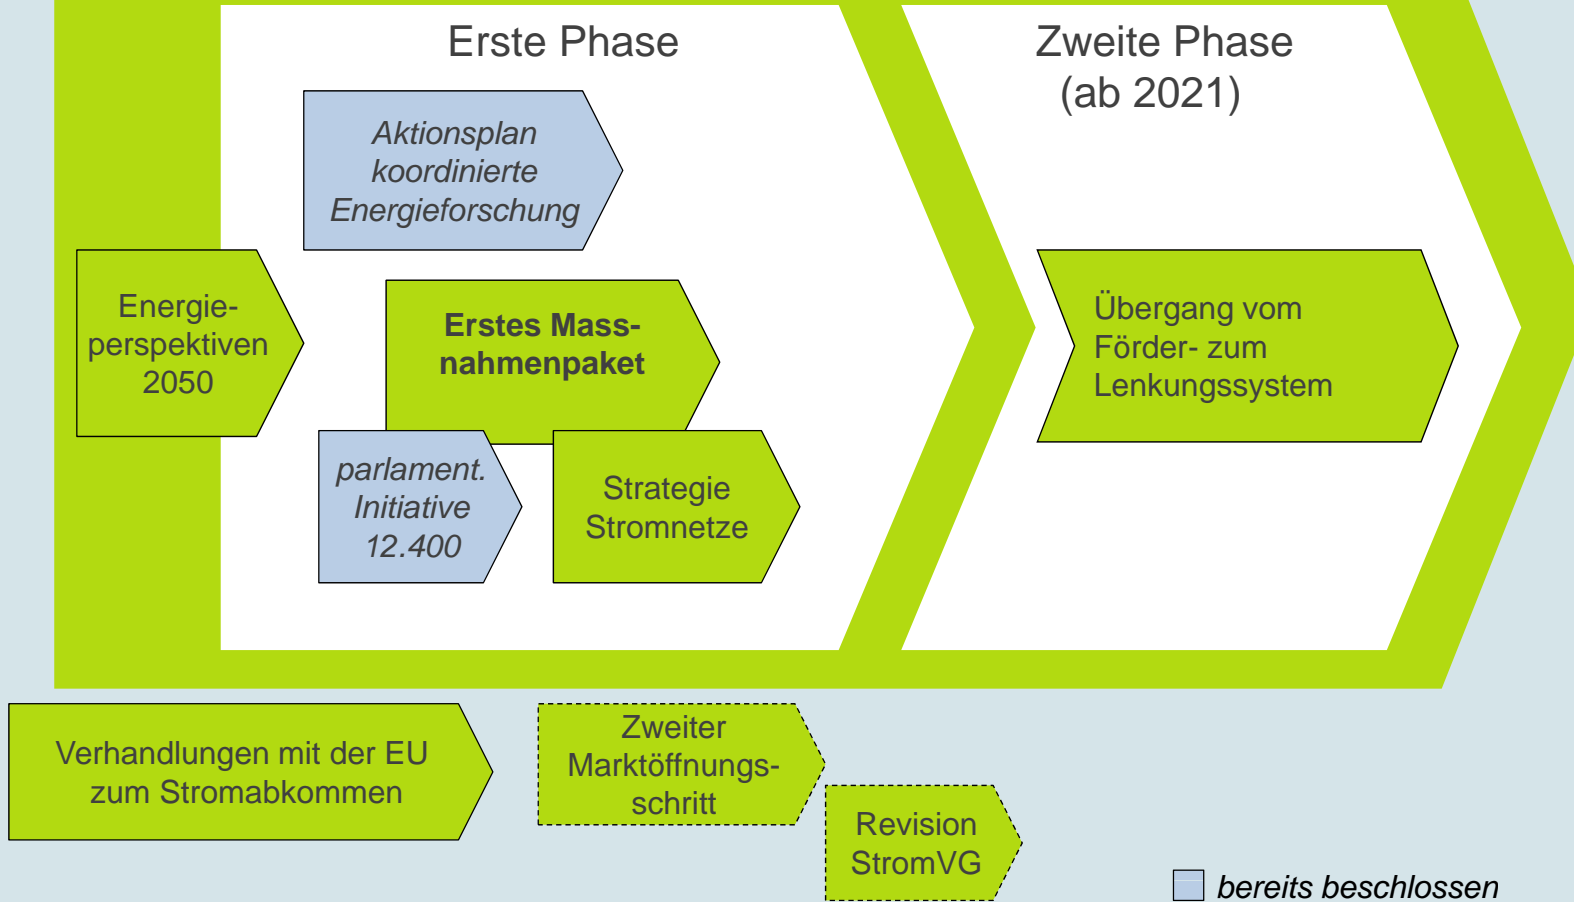 Erste Phase
Zweite Phase
(ab 2021)
Aktionsplan
koordinierte
Energieforschung
Energie-
perspektiven
2050
Erstes Mass-
nahmenpaket
Übergang vom
Förder- zum
Lenkungssystem
parlament.
Initiative
12.400
Strategie
Stromnetze
Verhandlungen mit der EU
zum Stromabkommen
Zweiter
Marktöffnungs-
schritt
Revision
StromVG
bereits beschlossen